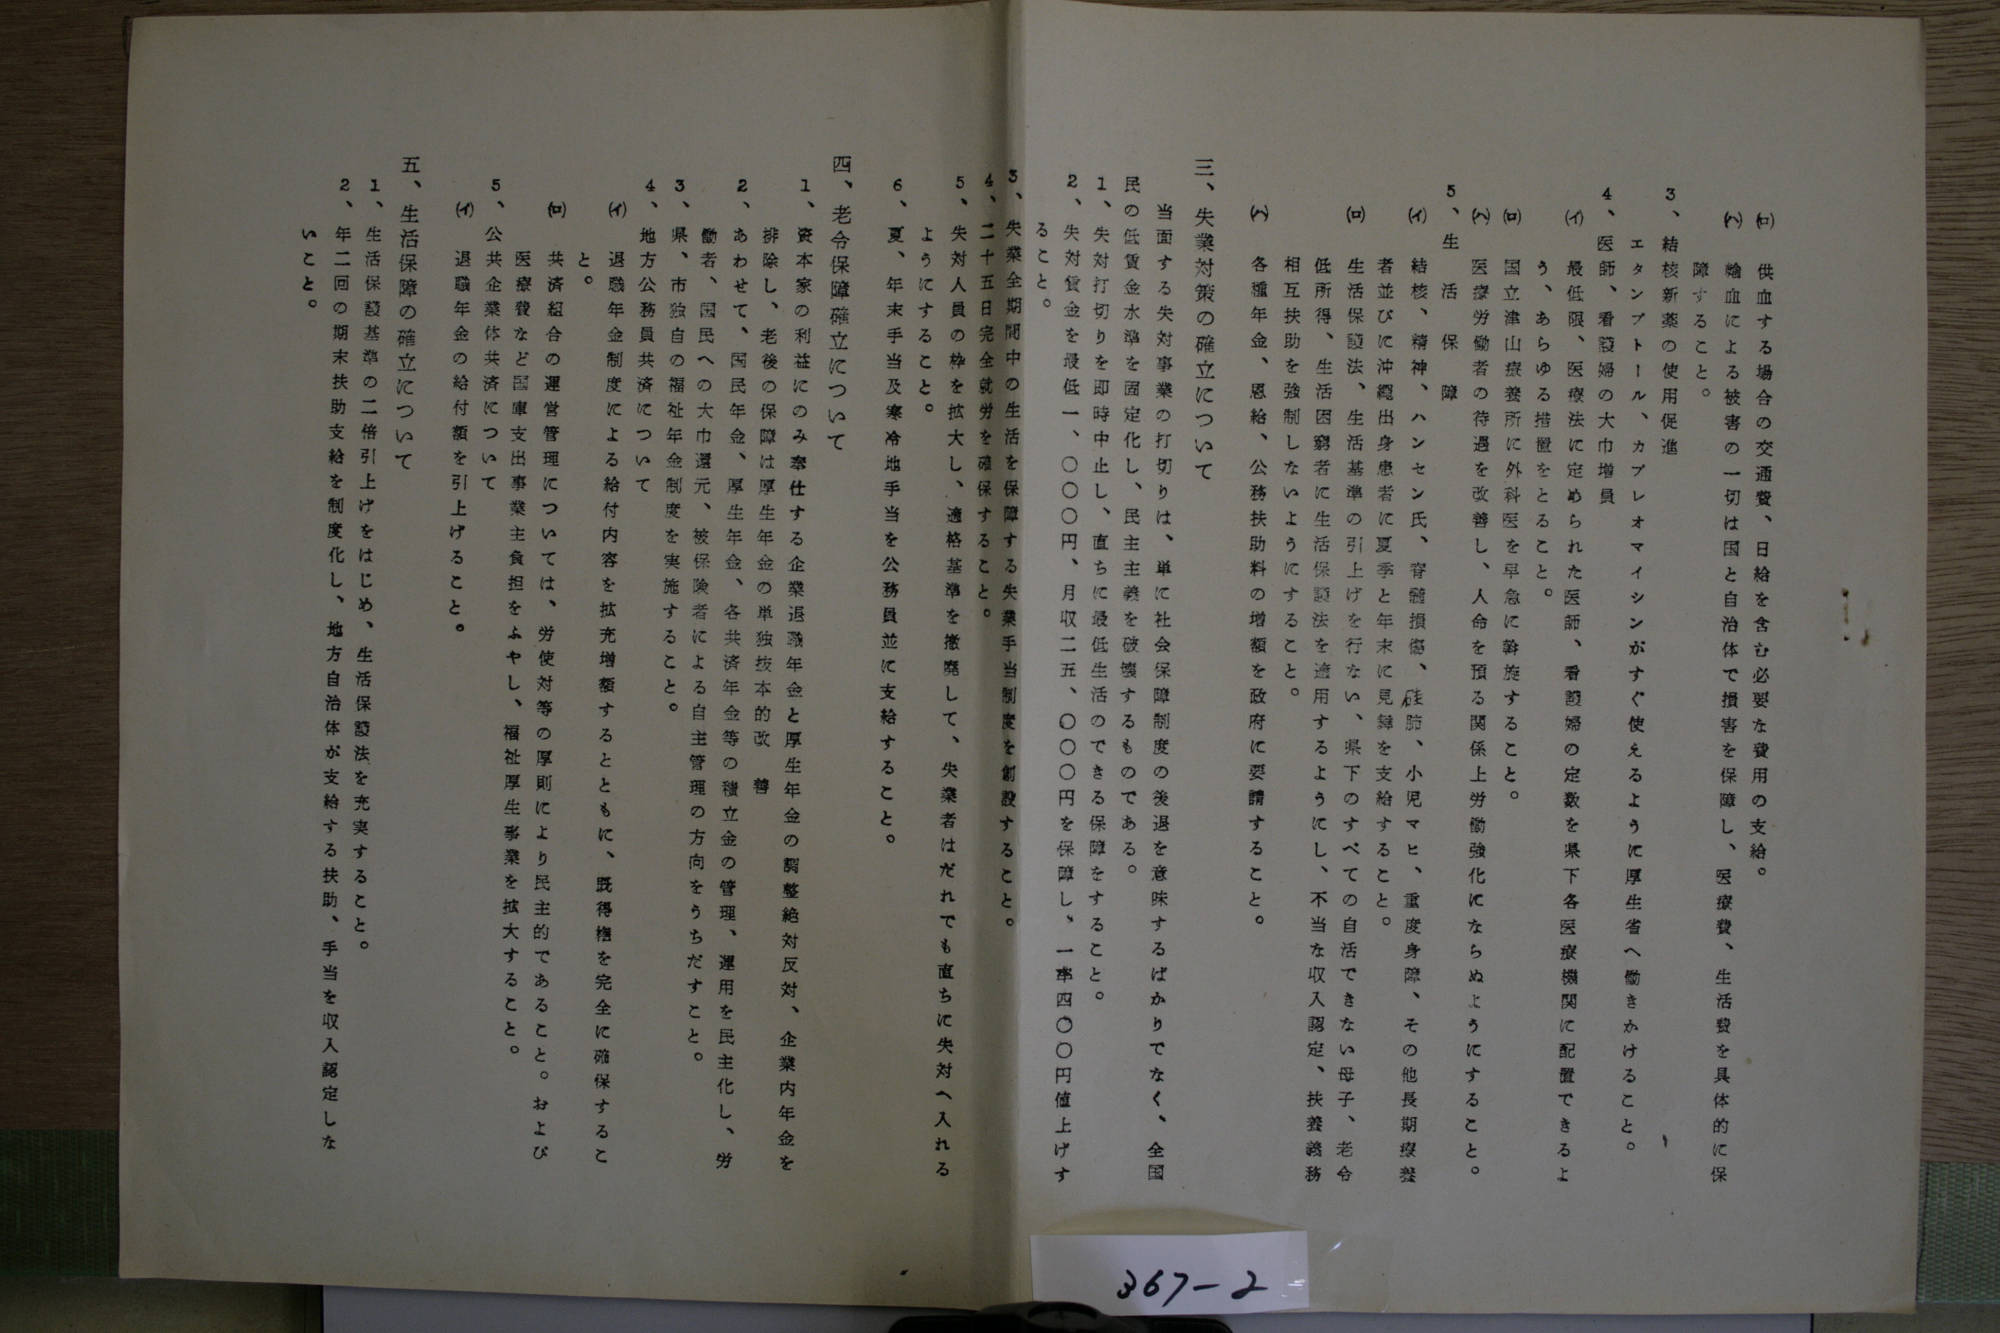 (ロ) 供血する場合の交通費、日給を含む必要な費用の支給。
(ハ) 輸血による被害の一切は国と自治体で損害を保障し、医療費、生活費を具体的に保
障すること。
3、結核新薬の使用促進
エタンブトール、カプレオマイシンがすぐ使えるように厚生省へ働きかけること。
4、医師、看護婦の大巾増員
(イ) 最低限、医療法に定められた医師、看護婦の定数を県下各医療機関に配置できるよ
う、あらゆる措置をとること。
(ロ) 国立津山療養所に外科医を早急に斡旋すること。
(ハ) 医療労働者の待遇を改善し、人命を預る関係上労働強化にならぬようにすること。
5、生活保障
(イ) 結核、精神、ハンセン氏、脊髄損傷、硅肺、小児マヒ、重度身障、その他長期療養
者並びに沖縄出身患者に夏季と年末に見舞を支給すること。
(ロ) 生活保護法、生活基準の引上げを行ない、県下のすべての自活できない母子、老令
低所得、生活困窮者に生活保護法を適用するようにし、不当な収入認定、扶養義務
相互扶助を強制しないようにすること。
(ハ) 各種年金、恩給、公務扶助料の増額を政府に要請すること。
三、失業対策の確立について
当面する失対事業の打切りは、単に社会保障制度の後退を意味するばかりでなく、全国
民の低賃金水準を固定化し、民主主義を破壊するものである。
1、失対打切りを即時中止し、直ちに最低生活のできる保障をすること。
2、失対賃金を最低一、〇〇〇円、月収二五、〇〇〇円を保障し、一率四〇〇円値上げす
ること。
3、失業全期間中の生活を保障する失業手当制度を創設すること。
4、二十五日完全就労を確保すること。
5、失対人員の枠を拡大し、適格基準を撤廃して、失業者はだれでも直ちに失対へ入れる
ようにすること。
6、夏、年末手当及寒冷地手当を公務員並に支給すること。
四、老令保障確立について
1、資本家の利益にのみ奉仕する企業退職年金と厚生年金の調整絶対反対、企業内年金を
排除し、老後の保障は厚生年金の単独抜本的改善
2、あわせて、国民年金、厚生年金、各共済年金等の積立金の管理、運用を民主化し、労
働者、国民への大巾還元、被保険者による自主管理の方向をうちだすこと。
3、県、市独自の福祉年金制度を実施すること。
4、地方公務員共済について
(イ) 退職年金制度による給付内容を拡充増額するとともに、既得権を完全に確保するこ
と。
(ロ) 共済組合の運営管理については、労使対等の厚則により民主的であること。および
医療費など国庫支出事業主負担をふやし、福祉厚生事業を拡大すること。
5、公共企業体共済について
(イ) 退職年金の給付額を引上げること。
五、生活保障の確立について
1、生活保護基準の二倍引上げをはじめ、生活保護法を充実すること。
2、年二回の期末扶助支給を制度化し、地方自治体が支給する扶助、手当を収入認定しな
いこと。
367-2